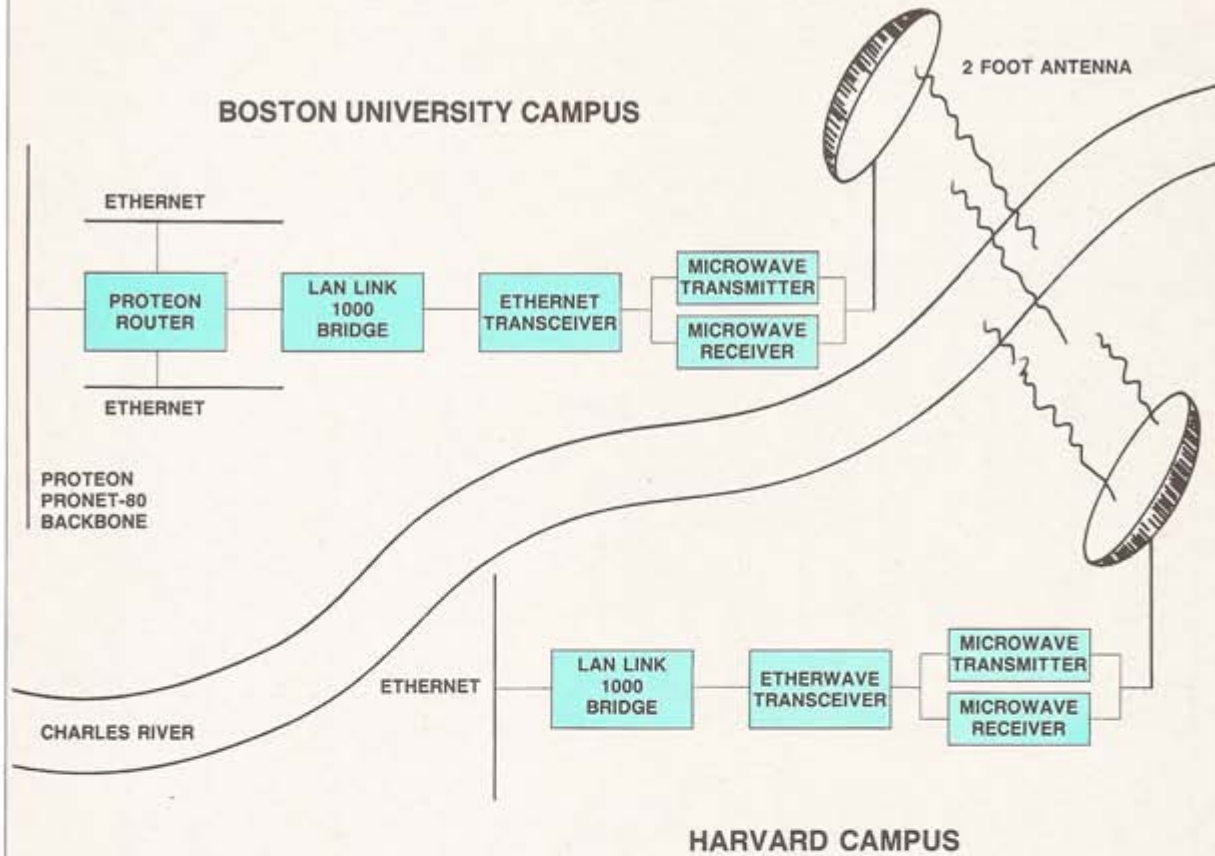 2 FOOT ANTENNA
BOSTON UNIVERSITY CAMPUS
ETHERNET
PROTEON
ROUTER
LAN LINK
1000
BRIDGE
ETHERNET
TRANSCEIVER
MICROWAVE
TRANSMITTER
MICROWAVE
RECEIVER
ETHERNET
PROTEON
PRONET-80
BACKBONE
CHARLES RIVER
ETHERNET
LAN LINK
1000
BRIDGE
ETHERWAVE
TRANSCEIVER
MICROWAVE
TRANSMITTER
MICROWAVE
RECEIVER
HARVARD CAMPUS